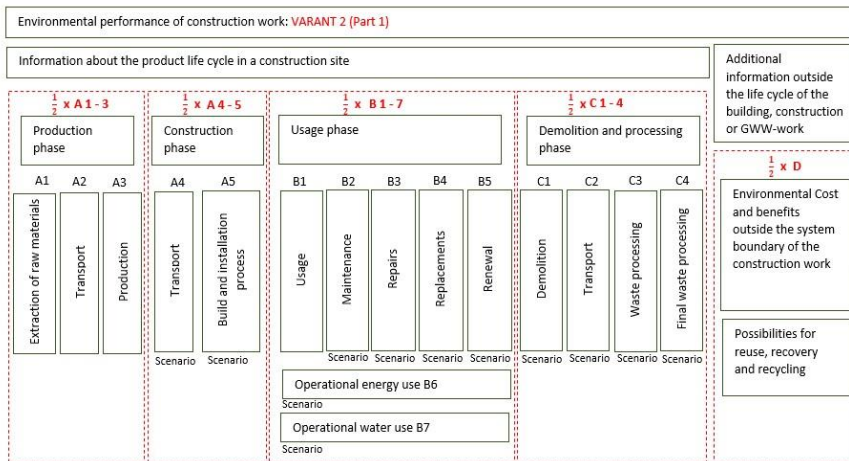 Environmental performance of construction work: VARANT 2 (Part 1)
Information about the product life cycle in a construction site
Additional
information outside
the life cycle of the
building, construction
or GWW-work
1/2 x A 1 - 3
1/2 x A 4 - 5
1/2 x B 1 - 7
1/2 x C 1 - 4
Production
phase
Construction
phase
Usage phase
Demolition and processing
phase
1/2 x D
A1
A2
A3
A4
A5
B1
B2
B3
B4
B5
C1
C2
C3
C4
Extraction of raw materials
Transport
Production
Transport
Build and installation
process
Usage
Maintenance
Repairs
Replacements
Renewal
Demolition
Transport
Waste processing
Final waste processing
Environmental Cost
and benefits
outside the system
boundary of the
construction work
Possibilities for
reuse, recovery
and recycling
Scenario
Scenario
Scenario
Scenario
Scenario
Scenario
Scenario
Scenario
Scenario
Scenario
Operational energy use B6
Scenario
Operational water use B7
Scenario